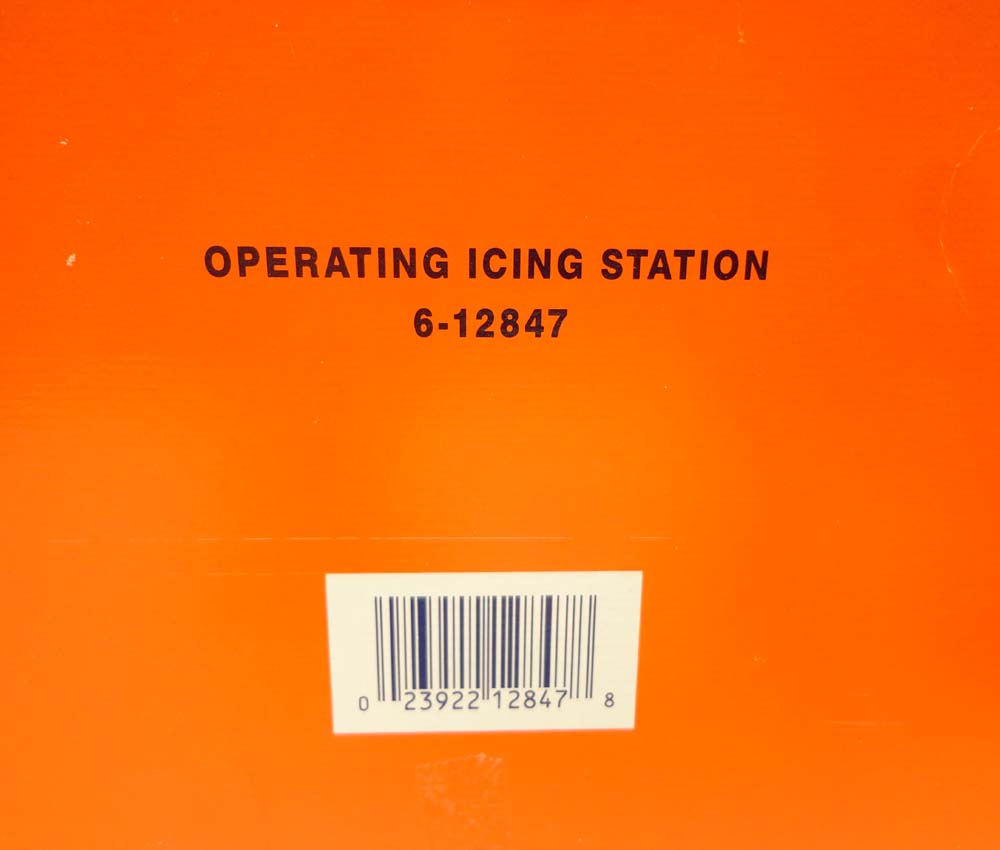 OPERATING ICING STATION
6-12847
0 23922 12847 8